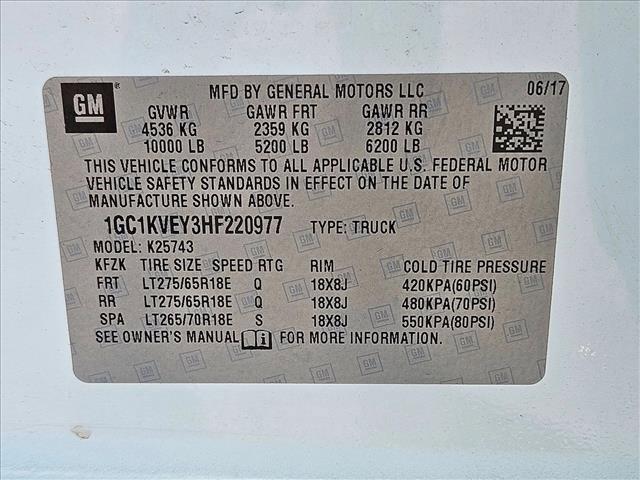 GM
MFD BY GENERAL MOTORS LLC 06/17
GVWR GAWR FRT GAWR RR
4536 KG 2359 KG 2812 KG
10000 LB 5200 LB 6200 LB
THIS VEHICLE CONFORMS TO ALL APPLICABLE U.S. FEDERAL MOTOR
VEHICLE SAFETY STANDARDS IN EFFECT ON THE DATE OF
MANUFACTURE SHOWN ABOVE.
1GC1KVEY3HF220977 TYPE: TRUCK
MODEL: K25743
KFZK TIRE SIZE SPEED RTG RIM COLD TIRE PRESSURE
FRT LT275/65R18E Q 18X8J 420KPA(60PSI)
RR LT275/65R18E Q 18X8J 480KPA(70PSI)
SPA LT265/70R18E S 18X8J 550KPA(80PSI)
SEE OWNER'S MANUAL FOR MORE INFORMATION.